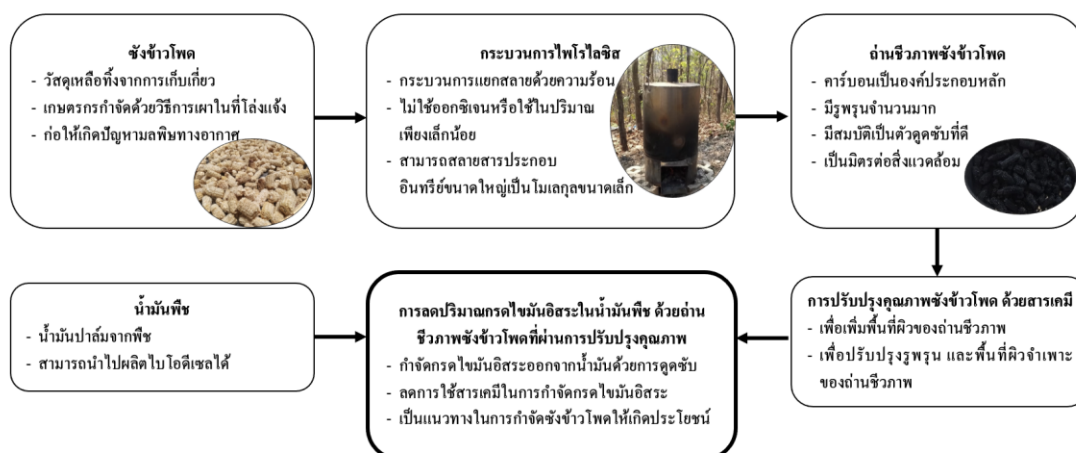 ซังข้าวโพด
- วัสดุเหลือทิ้งจากการเก็บเกี่ยว
- เกษตรกรกำจัดด้วยวิธีการเผาในที่โล่งแจ้ง
- ก่อให้เกิดปัญหามลพิษทางอากาศ
กระบวนการไพโรไลซิส
- กระบวนการแยกสลายด้วยความร้อน
- ไม่ใช้ออกซิเจนหรือใช้ในปริมาณ
เพียงเล็กน้อย
- สามารถสลายสารประกอบ
อินทรีย์ขนาดใหญ่เป็นโมเลกุลขนาดเล็ก
ถ่านชีวภาพซังข้าวโพด
- คาร์บอนเป็นองค์ประกอบหลัก
- มีรูพรุนจำนวนมาก
- มีสมบัติเป็นตัวดูดซับที่ดี
- เป็นมิตรต่อสิ่งแวดล้อม
น้ำมันพืช
- น้ำมันปาล์มจากพืช
- สามารถนำไปผลิตไบโอดีเซลได้
การลดปริมาณกรดไขมันอิสระในน้ำมันพืช ด้วยถ่าน
ชีวภาพซังข้าวโพดที่ผ่านการปรับปรุงคุณภาพ
- กำจัดกรดไขมันอิสระออกจากน้ำมันด้วยการดูดซับ
- ลดการใช้สารเคมีในการกำจัดกรดไขมันอิสระ
- เป็นแนวทางในการกำจัดซังข้าวโพดให้เกิดประโยชน์
การปรับปรุงคุณภาพซังข้าวโพด ด้วยสารเคมี
- เพื่อเพิ่มพื้นที่ผิวของถ่านชีวภาพ
- เพื่อปรับปรุงรูพรุน และพื้นที่ผิวจำเพาะ
ของถ่านชีวภาพ